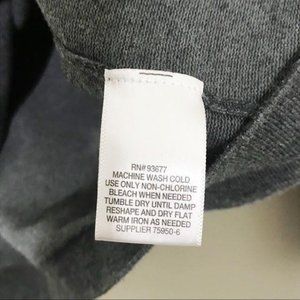 RN# 93677
MACHINE WASH COLD
USE ONLY NON-CHLORINE
BLEACH WHEN NEEDED
TUMBLE DRY UNTIL DAMP
RESHAPE AND DRY FLAT
WARM IRON AS NEEDED
SUPPLIER 75950-6